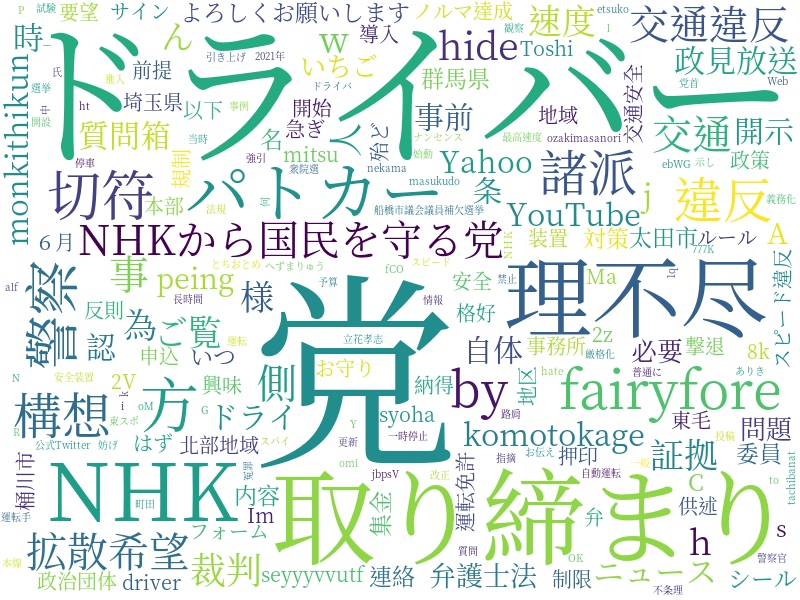 要望 サイン よろしくお願いします ノルマ達成 試験 etsuko
時 ん w 導入 観察 hide 速度 交通違反
ドライバー
引き上げ 2021年 いちご Toshi 政見放送
monkithikun 選挙 氏 前提 群馬県 党首 Web
ht 埼玉県 以下 事例 開始 事前 ドライバ 地域 交通安全
開設 中 質問箱 当時 急ぎ 人 殆ど ナンセンス 最高速度 交通 開示
停車 規制 名 mitsu 始動 ozakimasanori
切符 強引 衆院選 nekama Yahoo 諸派 ebWG 示し 政策
本部 パトカー masukudo 条 j 違反 義務化
法規 何 船橋市議会議員補欠選挙 YouTube
6月 NHKから国民を守る党 NHK 装置 対策 太田市 ルール A
事 peing とちおとめ へずまりゅう fCO スピード 777K
alf 警察 長時間 様 予算 情報 安全 禁止 Ma lq スピード違反
反則 為 ご覧 立花孝志 格好 理不尽
認 申込 いつ 運転 党 自体 事務所 厳格化 2z 必要 撃退 8k
お守り hate 普通に ありき
N 安全装置 2V 方 興味 側 納得 by fairyfore 地区
構想 k i oM G ドライ syoha 路肩 東毛 投稿
R 東スポ Y 一時停止 komotokage 問題
公式Twitter 妨げ はず 北部地域 スパイ 更新 指摘 お伝え 押印 証拠 委員
桶川市 NHK 冤罪 omi jbpsV 改正 取り締まり 自動運転 一般 to tachibanat
町田 内容 集金 運転免許 C 供述
運転手 Im フォーム 弁 h s
拡散希望 裁判 質問 OK ニュース 警察官
本線 政治団体 driver seyyyvvutf 連絡 弁護士法 制限 不条理 シール